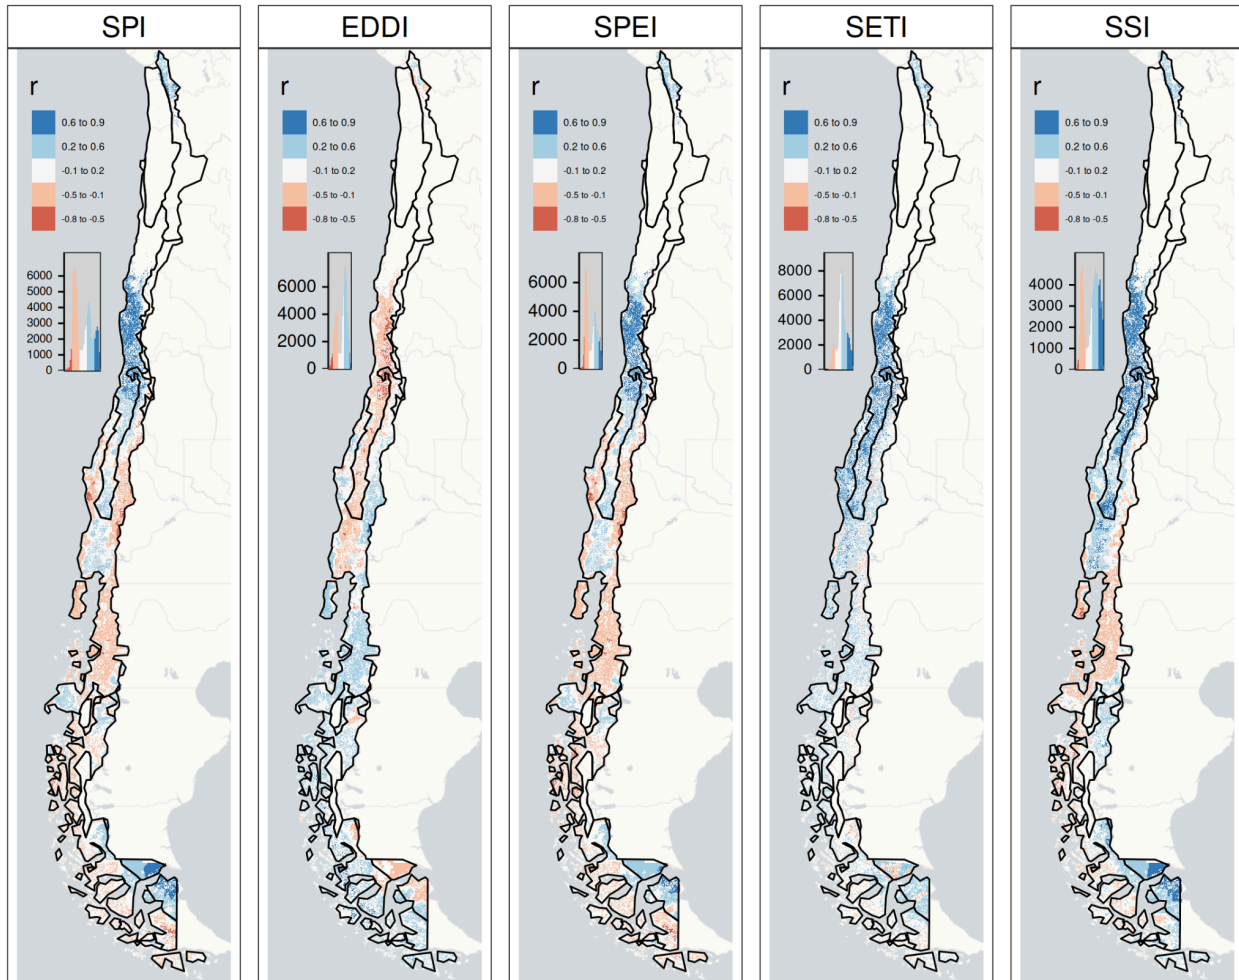 SPI
r
0.6 to 0.9
0.2 to 0.6
-0.1 to 0.2
-0.5 to -0.1
-0.8 to -0.5
6000
5000
4000
3000
2000
1000
0
EDDI
r
0.6 to 0.9
0.2 to 0.6
-0.1 to 0.2
-0.5 to -0.1
-0.8 to -0.5
6000
4000
2000
0
SPEI
r
0.6 to 0.9
0.2 to 0.6
-0.1 to 0.2
-0.5 to -0.1
-0.8 to -0.5
6000
4000
2000
0
SETI
r
0.6 to 0.9
0.2 to 0.6
-0.1 to 0.2
-0.5 to -0.1
-0.8 to -0.5
8000
6000
4000
2000
0
SSI
r
0.6 to 0.9
0.2 to 0.6
-0.1 to 0.2
-0.5 to -0.1
-0.8 to -0.5
4000
3000
2000
1000
0